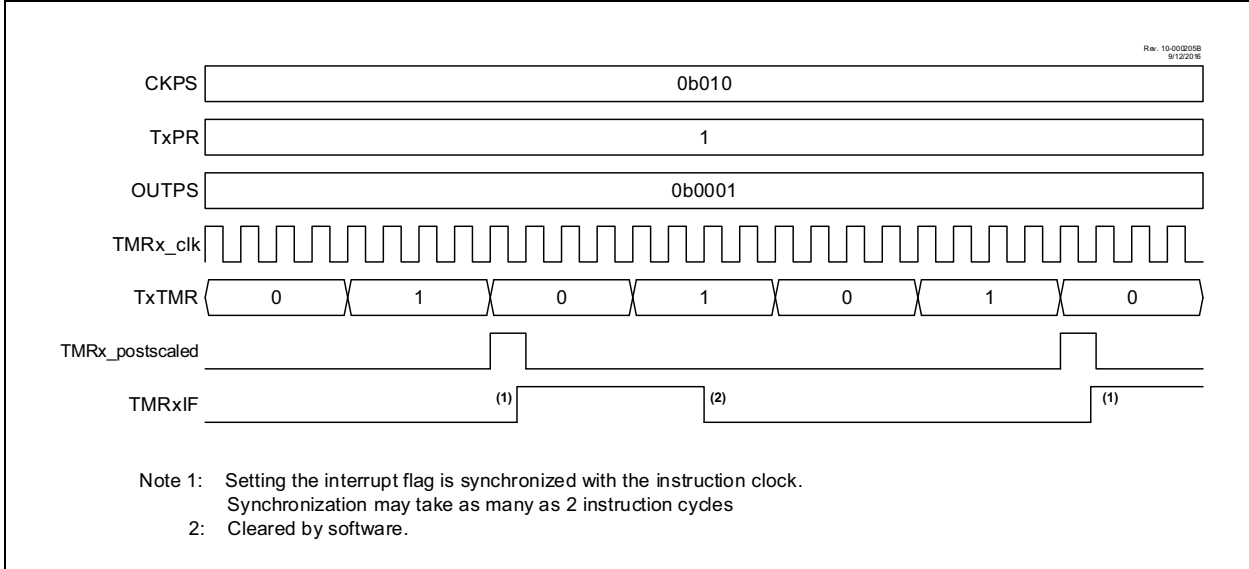 Rev. 10-000205B
9/12/2016
CKPS 0b010
TxPR 1
OUTPS 0b0001
TMRx_clk
TxTMR 0 1 0 1 0 1 0
TMRx_postscaled
TMRxIF (1) (2) (1)
Note 1: Setting the interrupt flag is synchronized with the instruction clock.
Synchronization may take as many as 2 instruction cycles
2: Cleared by software.